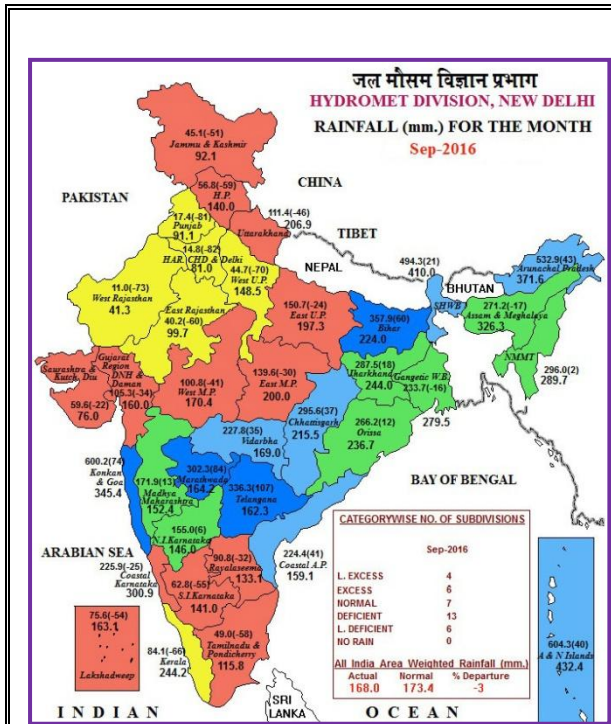 जल मौसम विज्ञान प्रभाग
HYDROMET DIVISION, NEW DELHI
RAINFALL (mm.) FOR THE MONTH
Sep-2016
45.1(-51)
Jammu & Kashmir
92.1
CHINA
56.8(-59)
H.P.
140.0
PAKISTAN
17.4(-81)
Punjab
91.1
111.4(-46)
Uttarakhand
206.9
TIBET
14.8(-82)
HAR. CHD & Delhi
81.0
NEPAL
494.3(21)
410.0
SHWB
BHUTAN
532.9(43)
Arunachal Pradesh
371.6
11.0(-73)
West Rajasthan
41.3
44.7(-70)
West U.P.
148.5
271.2(-17)
Assam & Meghalaya
326.3
East Rajasthan
40.2(-60)
99.7
150.7(-24)
East U.P.
197.3
357.9(60)
Bihar
224.0
NMMT
296.0(2)
289.7
Saurashtra &
Kutch, Diu
59.6(-22)
76.0
Gujarat
Region
DNH &
Daman
105.3(-34)
160.0
100.8(-41)
West M.P.
170.4
139.6(-30)
East M.P.
200.0
287.5(18)
Jharkhand
244.0
Gangetic W.B.
233.7(-16)
279.5
295.6(37)
Chhattisgarh
215.5
227.8(35)
Vidarbha
169.0
266.2(12)
Orissa
236.7
600.2(74)
Konkan
& Goa
345.4
171.9(13)
Madhya
Maharashtra
152.4
302.3(84)
Marathwada
164.2
336.3(107)
Telangana
162.3
BAY OF BENGAL
155.0(6)
N.I.Karnataka
146.0
ARABIAN SEA
225.9(-25)
Coastal
Karnataka
300.9
90.8(-32)
Rayalaseema
133.1
224.4(41)
Coastal A.P.
159.1
62.8(-55)
S.I.Karnataka
141.0
75.6(-54)
163.1
Lakshadweep
84.1(-66)
Kerala
244.2
49.0(-58)
Tamilnadu &
Pondicherry
115.8
604.3(40)
A & N Islands
432.4
CATEGORYWISE NO. OF SUBDIVISIONS
Sep-2016
L. EXCESS 4
EXCESS 6
NORMAL 7
DEFICIENT 13
L. DEFICIENT 6
NO RAIN 0
All India Area Weighted Rainfall (mm.)
Actual Normal % Departure
168.0 173.4 -3
SRI
LANKA
INDIAN OCEAN